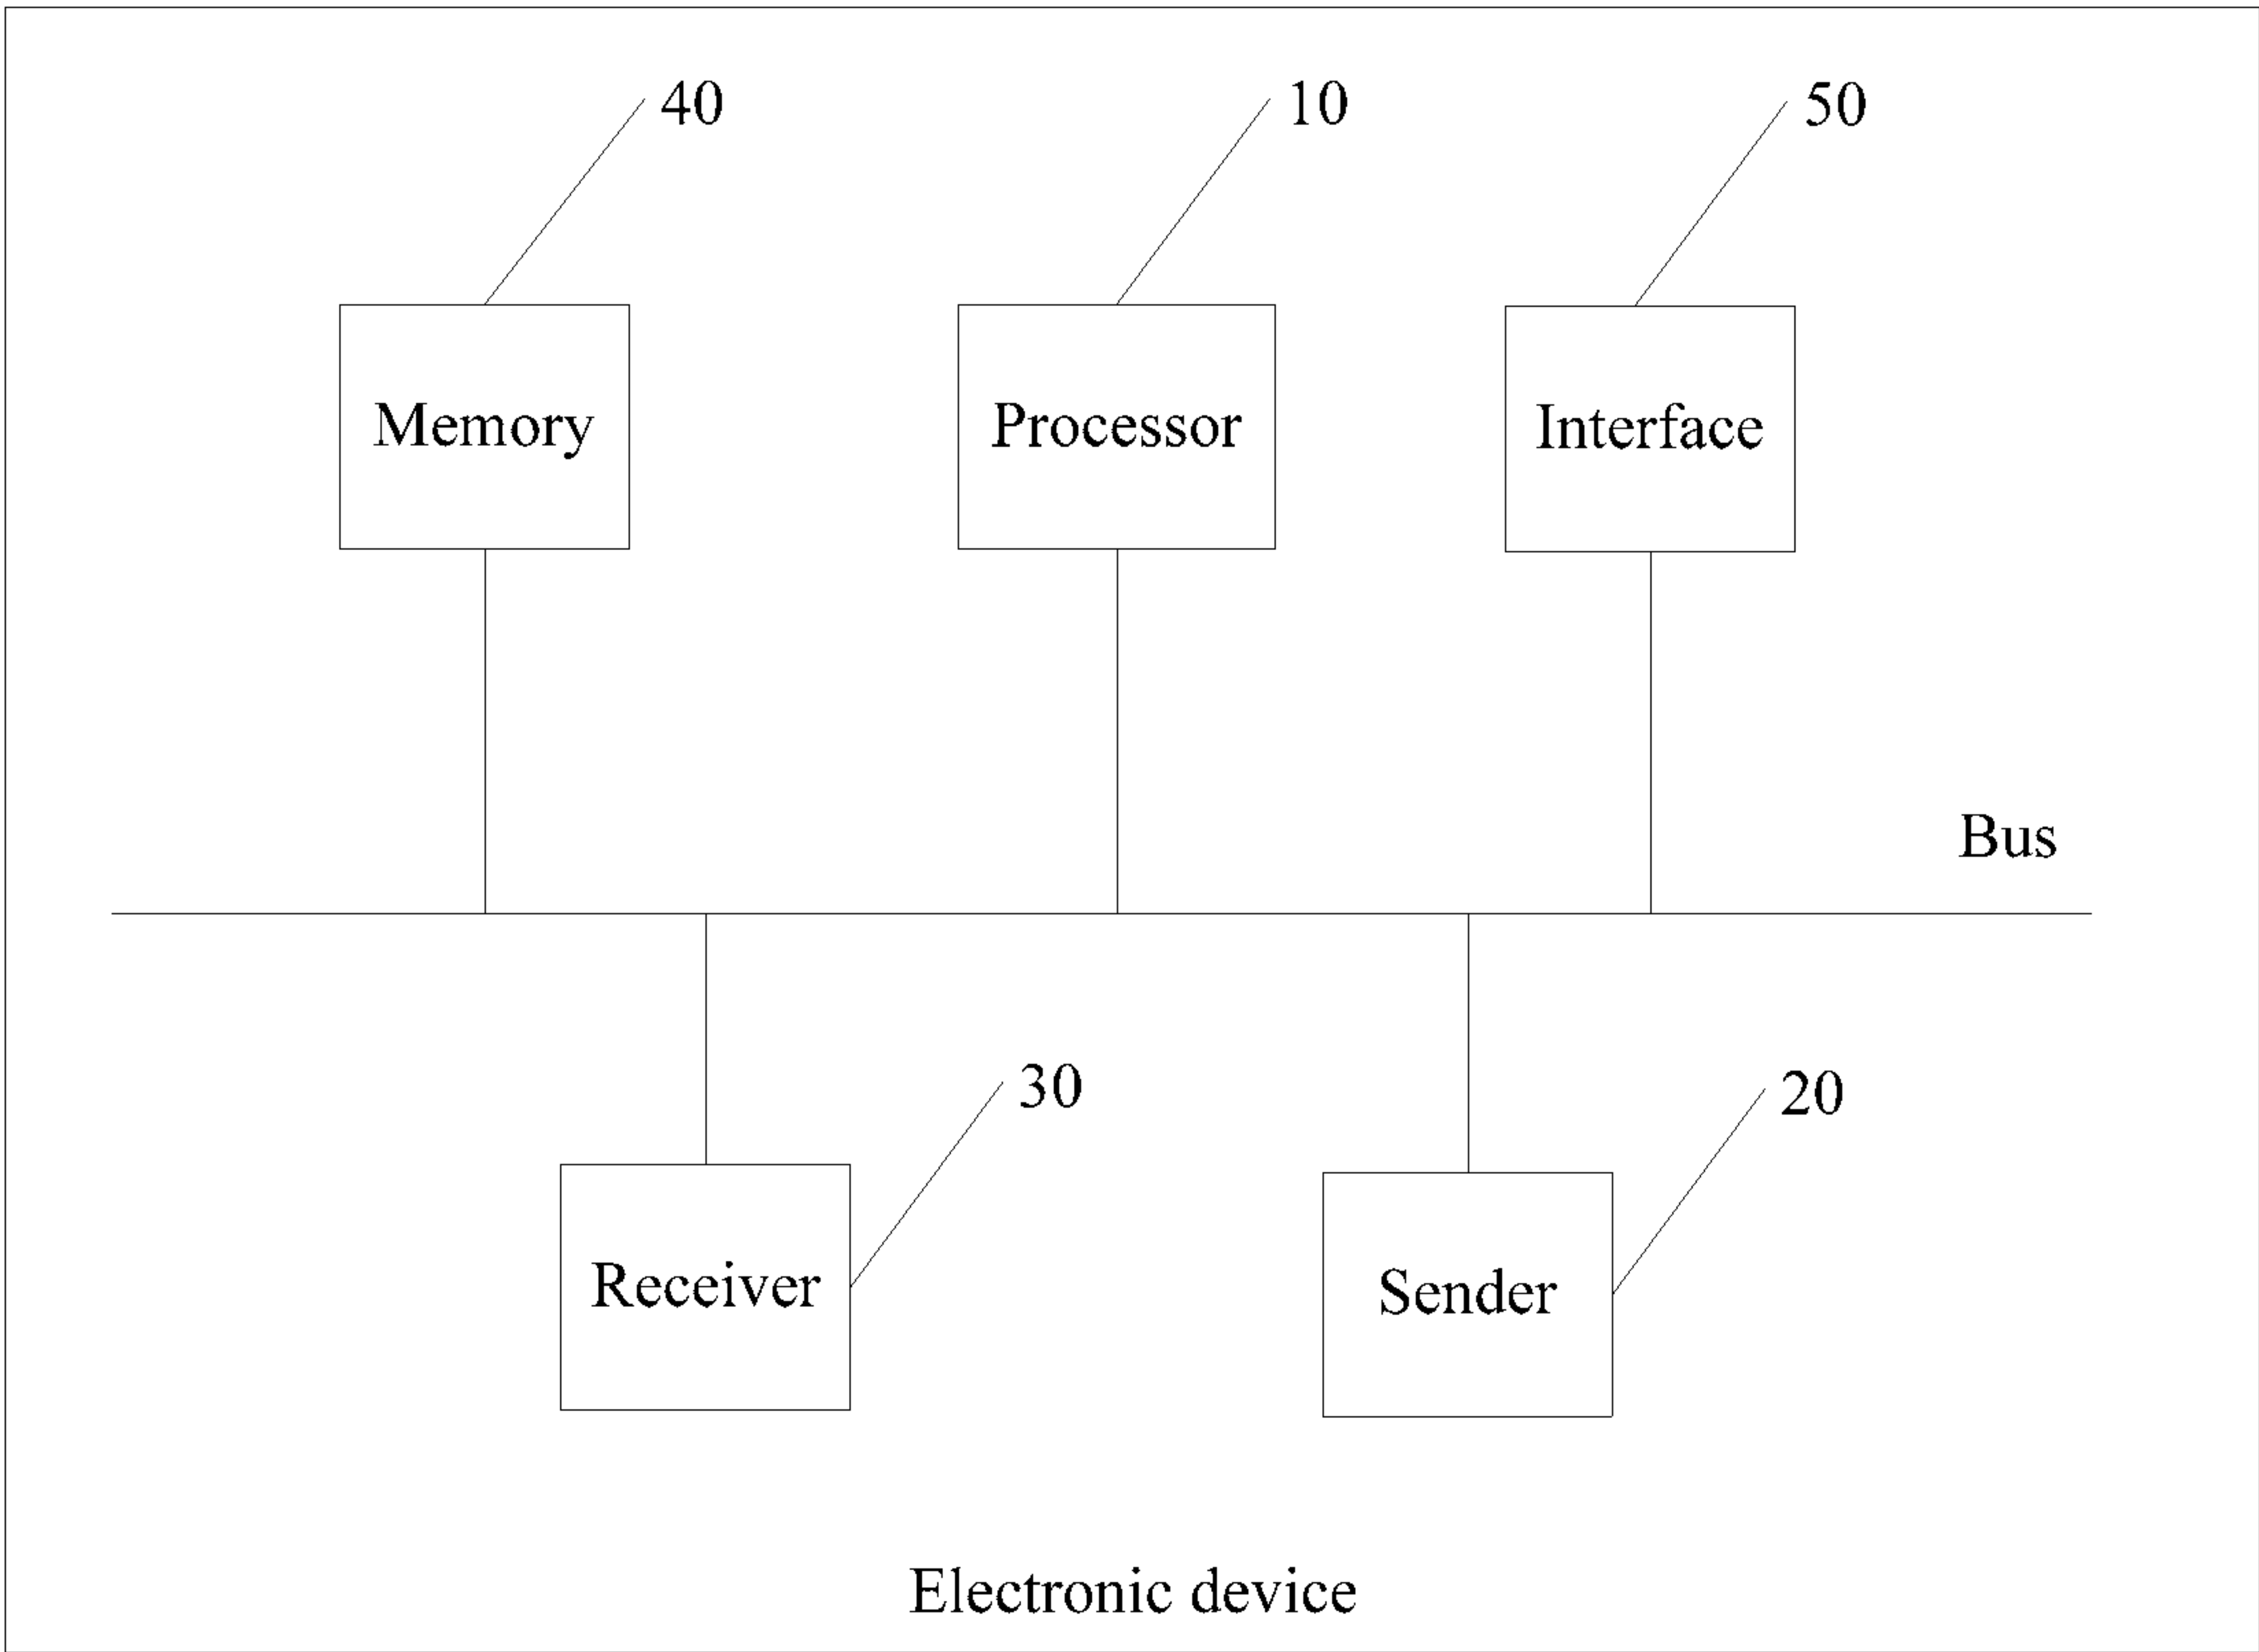 40
10
50
Memory
Processor
Interface
Bus
30
20
Receiver
Sender
Electronic device